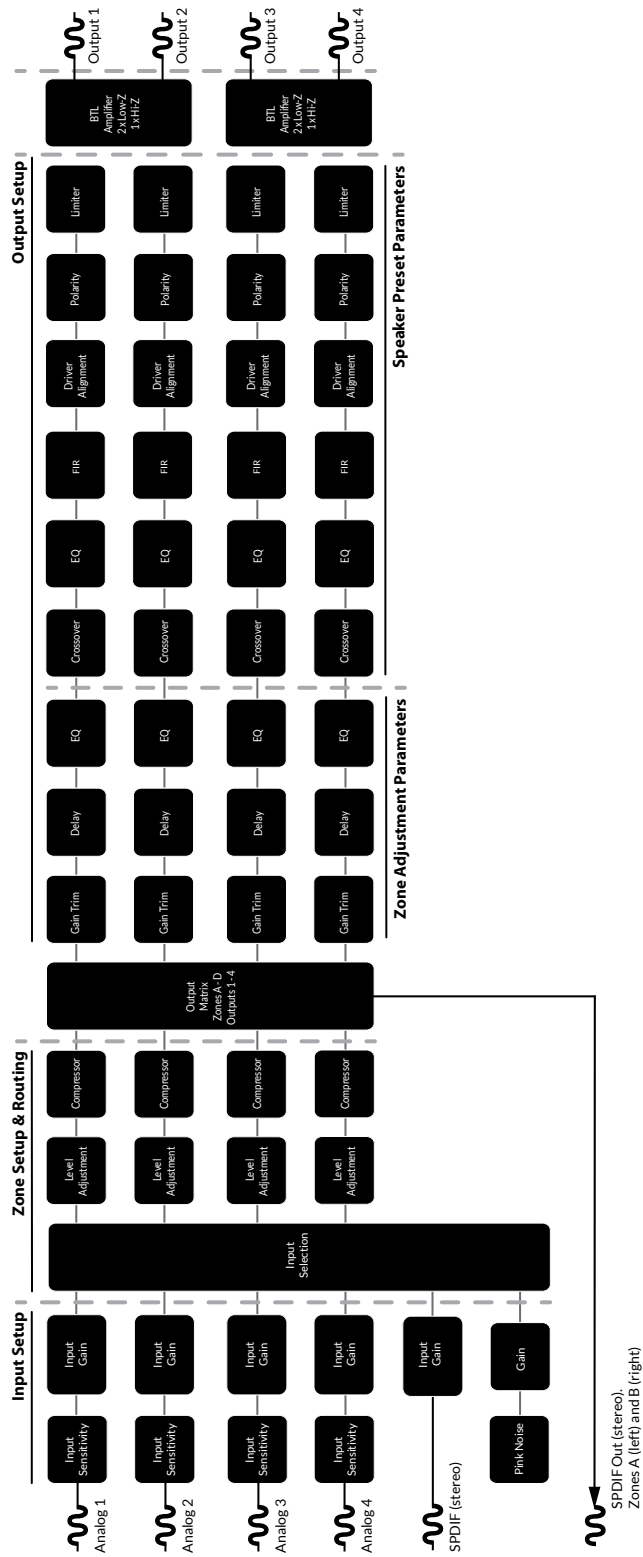 Input Setup
Zone Setup & Routing
Output Setup
Analog 1
Input
Sensitivity
Input
Gain
Input
Selection
Level
Adjustment
Compressor
Output
Matrix
Zones A - D
Outputs 1 - 4
Gain Trim
Delay
EQ
Crossover
EQ
FIR
Driver
Alignment
Polarity
Limiter
BTL
Amplifier
2 x Low-Z
1 x Hi-Z
Output 1
Analog 2
Input
Sensitivity
Input
Gain
Level
Adjustment
Compressor
Gain Trim
Delay
EQ
Crossover
EQ
FIR
Driver
Alignment
Polarity
Limiter
Output 2
Analog 3
Input
Sensitivity
Input
Gain
Level
Adjustment
Compressor
Gain Trim
Delay
EQ
Crossover
EQ
FIR
Driver
Alignment
Polarity
Limiter
BTL
Amplifier
2 x Low-Z
1 x Hi-Z
Output 3
Analog 4
Input
Sensitivity
Input
Gain
Level
Adjustment
Compressor
Gain Trim
Delay
EQ
Crossover
EQ
FIR
Driver
Alignment
Polarity
Limiter
Output 4
Zone Adjustment Parameters
Speaker Preset Parameters
SPDIF (stereo)
Input
Gain
Pink Noise
Gain
SPDIF Out (stereo),
Zones A (left) and B (right)